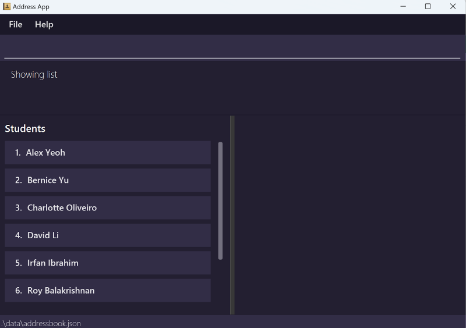 Address App
File Help
Showing list
Students
1. Alex Yeoh
2. Bernice Yu
3. Charlotte Oliveiro
4. David Li
5. Irfan Ibrahim
6. Roy Balakrishnan
\data\addressbook.json